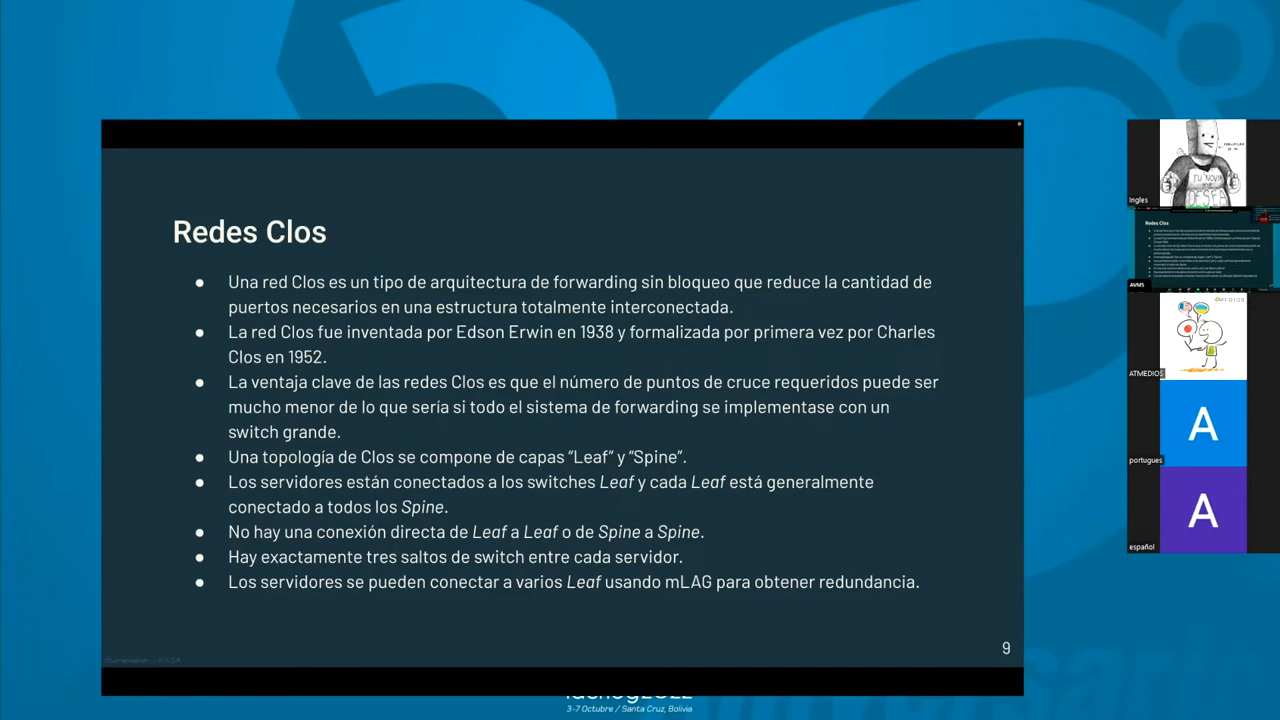 Redes Clos
● Una red Clos es un tipo de arquitectura de forwarding sin bloqueo que reduce la cantidad de
puertos necesarios en una estructura totalmente interconectada.
● La red Clos fue inventada por Edson Erwin en 1938 y formalizada por primera vez por Charles
Clos en 1952.
● La ventaja clave de las redes Clos es que el número de puntos de cruce requeridos puede ser
mucho menor de lo que sería si todo el sistema de forwarding se implementase con un
switch grande.
● Una topología de Clos se compone de capas “Leaf” y “Spine”.
● Los servidores están conectados a los switches Leaf y cada Leaf está generalmente
conectado a todos los Spine.
● No hay una conexión directa de Leaf a Leaf o de Spine a Spine.
● Hay exactamente tres saltos de switch entre cada servidor.
● Los servidores se pueden conectar a varios Leaf usando mLAG para obtener redundancia.
9
3-7 Octubre / Santa Cruz, Bolivia
TU NOVIA
DESEA
Ingles
Redes Clos
AVMS
ATMEDIOS
A
portugues
A
español